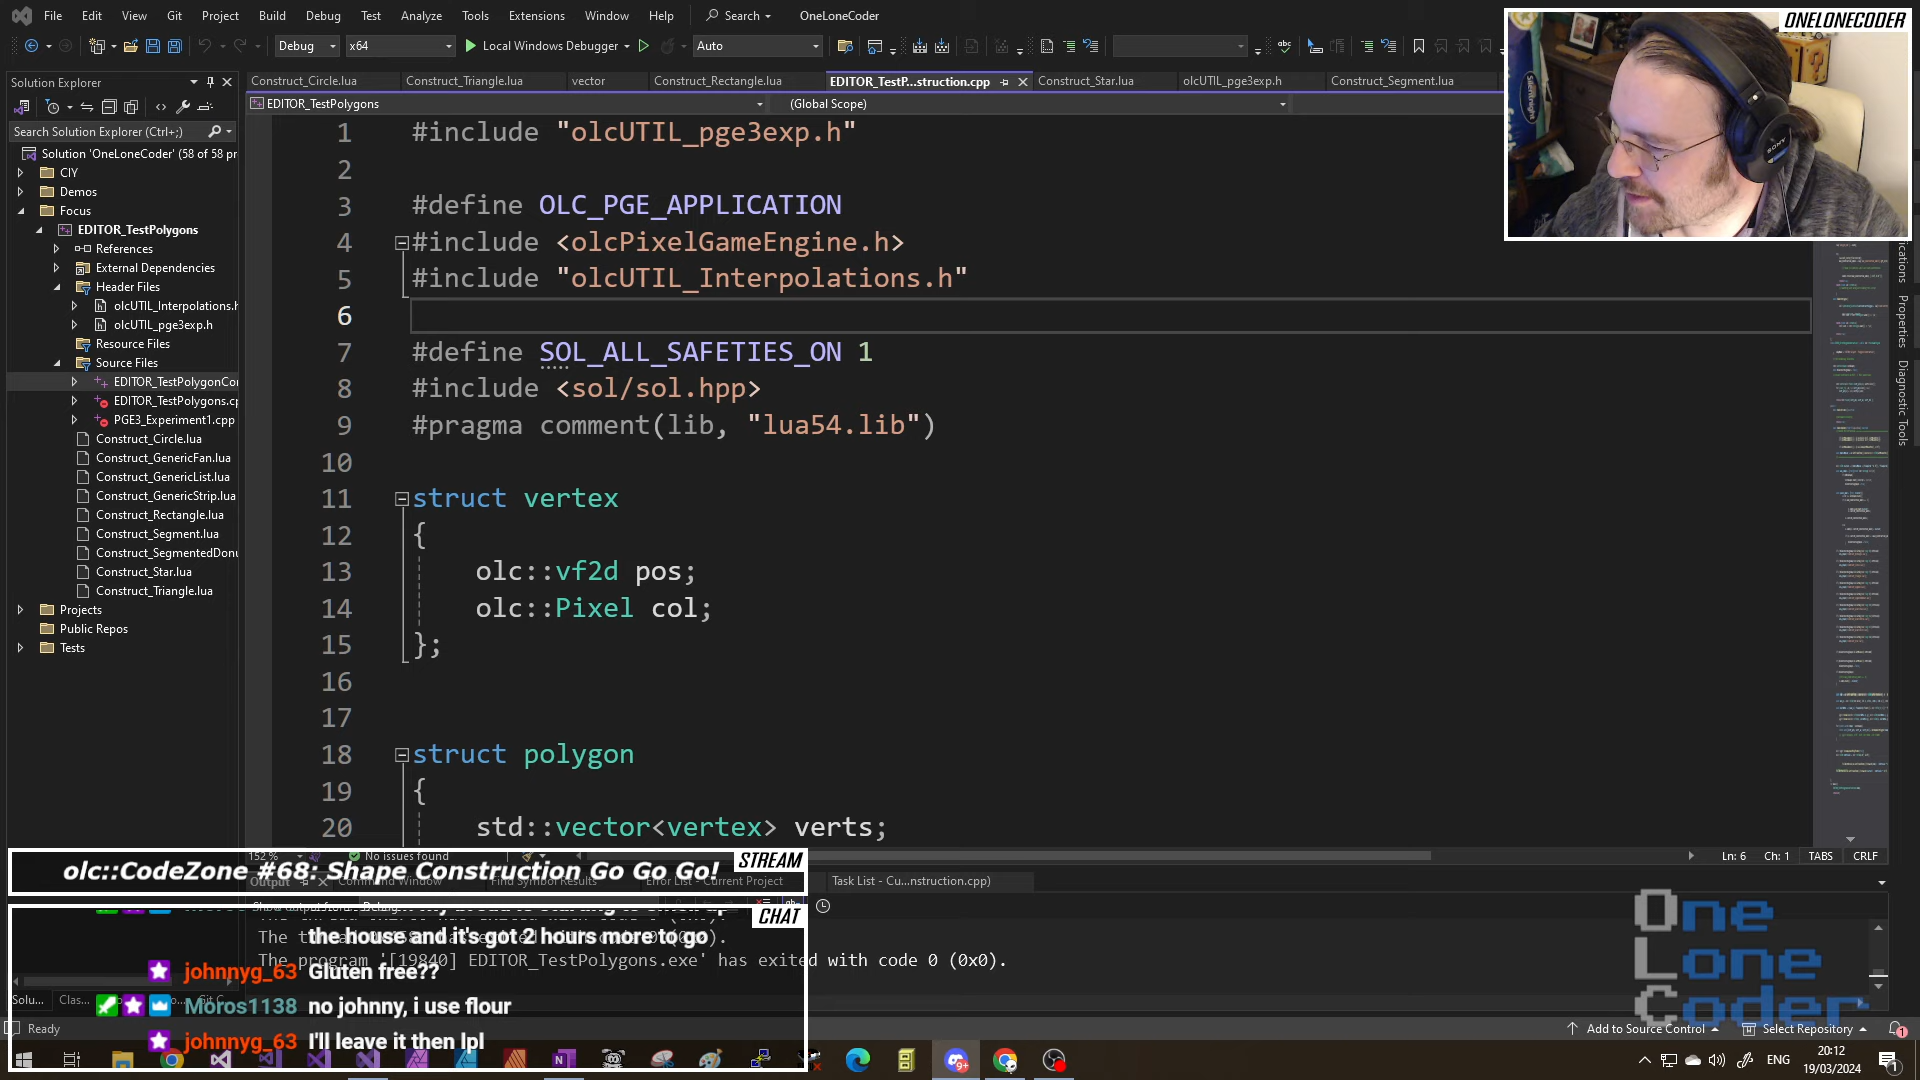 File Edit View Git Project Build Debug Test Analyze Tools Extensions Window Help Search OneLoneCoder
Debug x64 Local Windows Debugger Auto
Solution Explorer
Search Solution Explorer (Ctrl+;)
Solution 'OneLoneCoder' (58 of 58 pr
CIY
Demos
Focus
EDITOR_TestPolygons
References
External Dependencies
Header Files
olcUTIL_Interpolations.h
olcUTIL_pge3exp.h
Resource Files
Source Files
EDITOR_TestPolygonCor
EDITOR_TestPolygons.cp
PGE3_Experiment1.cpp
Construct_Circle.lua
Construct_GenericFan.lua
Construct_GenericList.lua
Construct_GenericStrip.lua
Construct_Rectangle.lua
Construct_Segment.lua
Construct_SegmentedDonu
Construct_Star.lua
Construct_Triangle.lua
Projects
Public Repos
Tests
Construct_Circle.lua Construct_Triangle.lua vector Construct_Rectangle.lua EDITOR_TestP...struction.cpp Construct_Star.lua olcUTIL_pge3exp.h Construct_Segment.lua
EDITOR_TestPolygons (Global Scope)
1 #include "olcUTIL_pge3exp.h"
2
3 #define OLC_PGE_APPLICATION
4 #include <olcPixelGameEngine.h>
5 #include "olcUTIL_Interpolations.h"
6
7 #define SOL_ALL_SAFETIES_ON 1
8 #include <sol/sol.hpp>
9 #pragma comment(lib, "lua54.lib")
10
11 struct vertex
12 {
13 olc::vf2d pos;
14 olc::Pixel col;
15 };
16
17
18 struct polygon
19 {
20 std::vector<vertex> verts;
ONELONECODER
SONY
Properties
Diagnostic Tools
152 % No issues found Ln: 6 Ch: 1 TABS CRLF
olc::CodeZone #68: Shape Construction Go Go Go!
STREAM
Output Command Window Find Symbol Results Error List - Current Project Task List - Cu...nstruction.cpp)
CHAT
the house and it's got 2 hours more to go
The program '[19840] EDITOR_TestPolygons.exe' has exited with code 0 (0x0).
johnnyg_63 Gluten free??
Moros1138 no johnny, i use flour
johnnyg_63 I'll leave it then lpl
Solu... Clas...
Ready
One
Lone
Coder
Add to Source Control Select Repository
ENG
20:12
19/03/2024